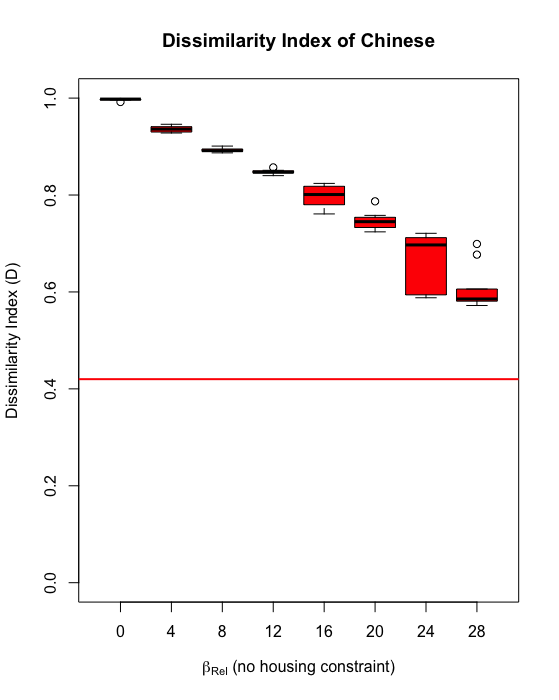 Dissimilarity Index of Chinese
Dissimilarity Index (D)
1.0
0.8
0.6
0.4
0.2
0.0
0 4 8 12 16 20 24 28
βRel (no housing constraint)